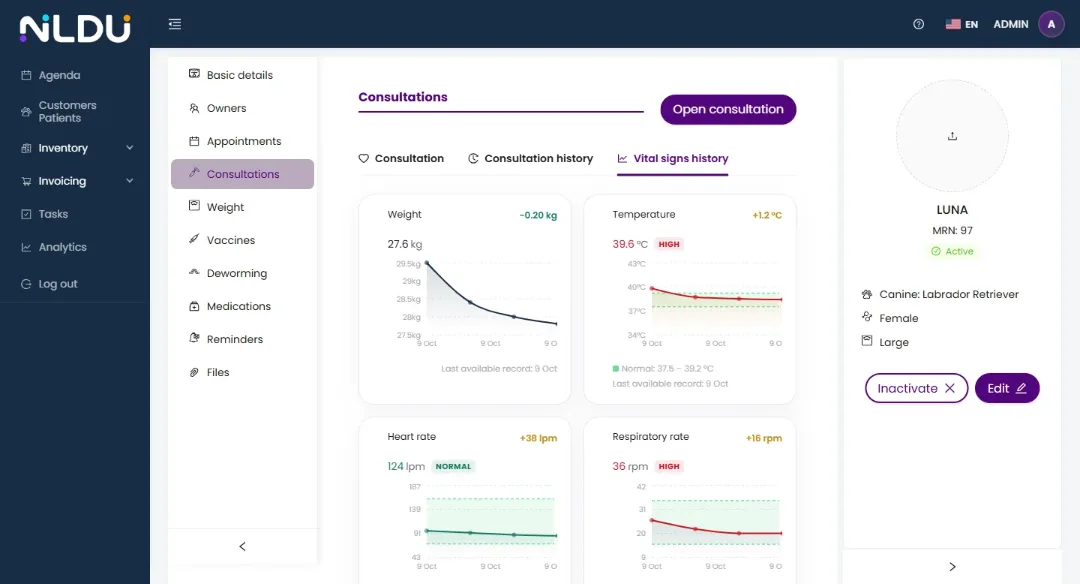 NLDU
EN ADMIN A
Agenda
Customers
Patients
Inventory
Invoicing
Tasks
Analytics
Log out
Basic details
Owners
Appointments
Consultations
Weight
Vaccines
Deworming
Medications
Reminders
Files
Consultations
Open consultation
Consultation
Consultation history
Vital signs history
Weight
-0.20 kg
27.6 kg
29.5kg
29kg
28.5kg
28kg
27.5kg
9 Oct 9 Oct 9 O
Last available record: 9 Oct
Temperature
+1.2 °C
39.6 °C HIGH
43°C
40°C
37°C
34°C
9 Oct 9 Oct 9 O
Normal: 37.5 – 39.2 °C
Last available record: 9 Oct
Heart rate
+38 lpm
124 lpm NORMAL
187
139
91
43
9 Oct 9 Oct 9 O
Respiratory rate
+16 rpm
36 rpm HIGH
42
31
20
9
9 Oct 9 Oct 9 O
LUNA
MRN: 97
Active
Canine: Labrador Retriever
Female
Large
Inactivate
Edit